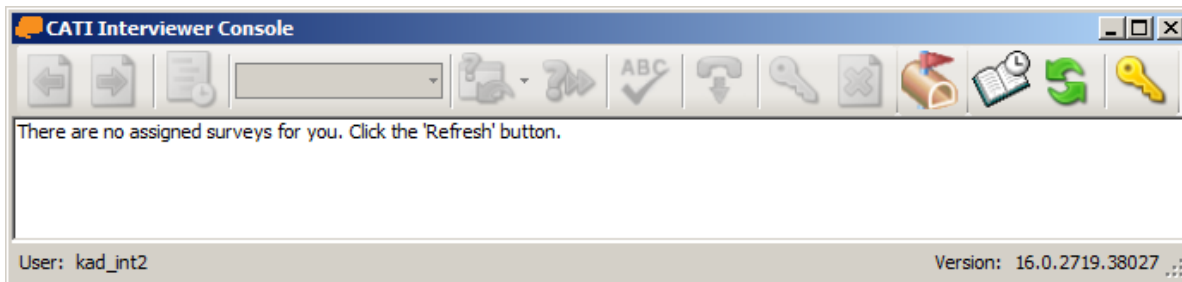 CATI Interviewer Console
ABC
There are no assigned surveys for you. Click the 'Refresh' button.
User: kad_int2
Version: 16.0.2719.38027